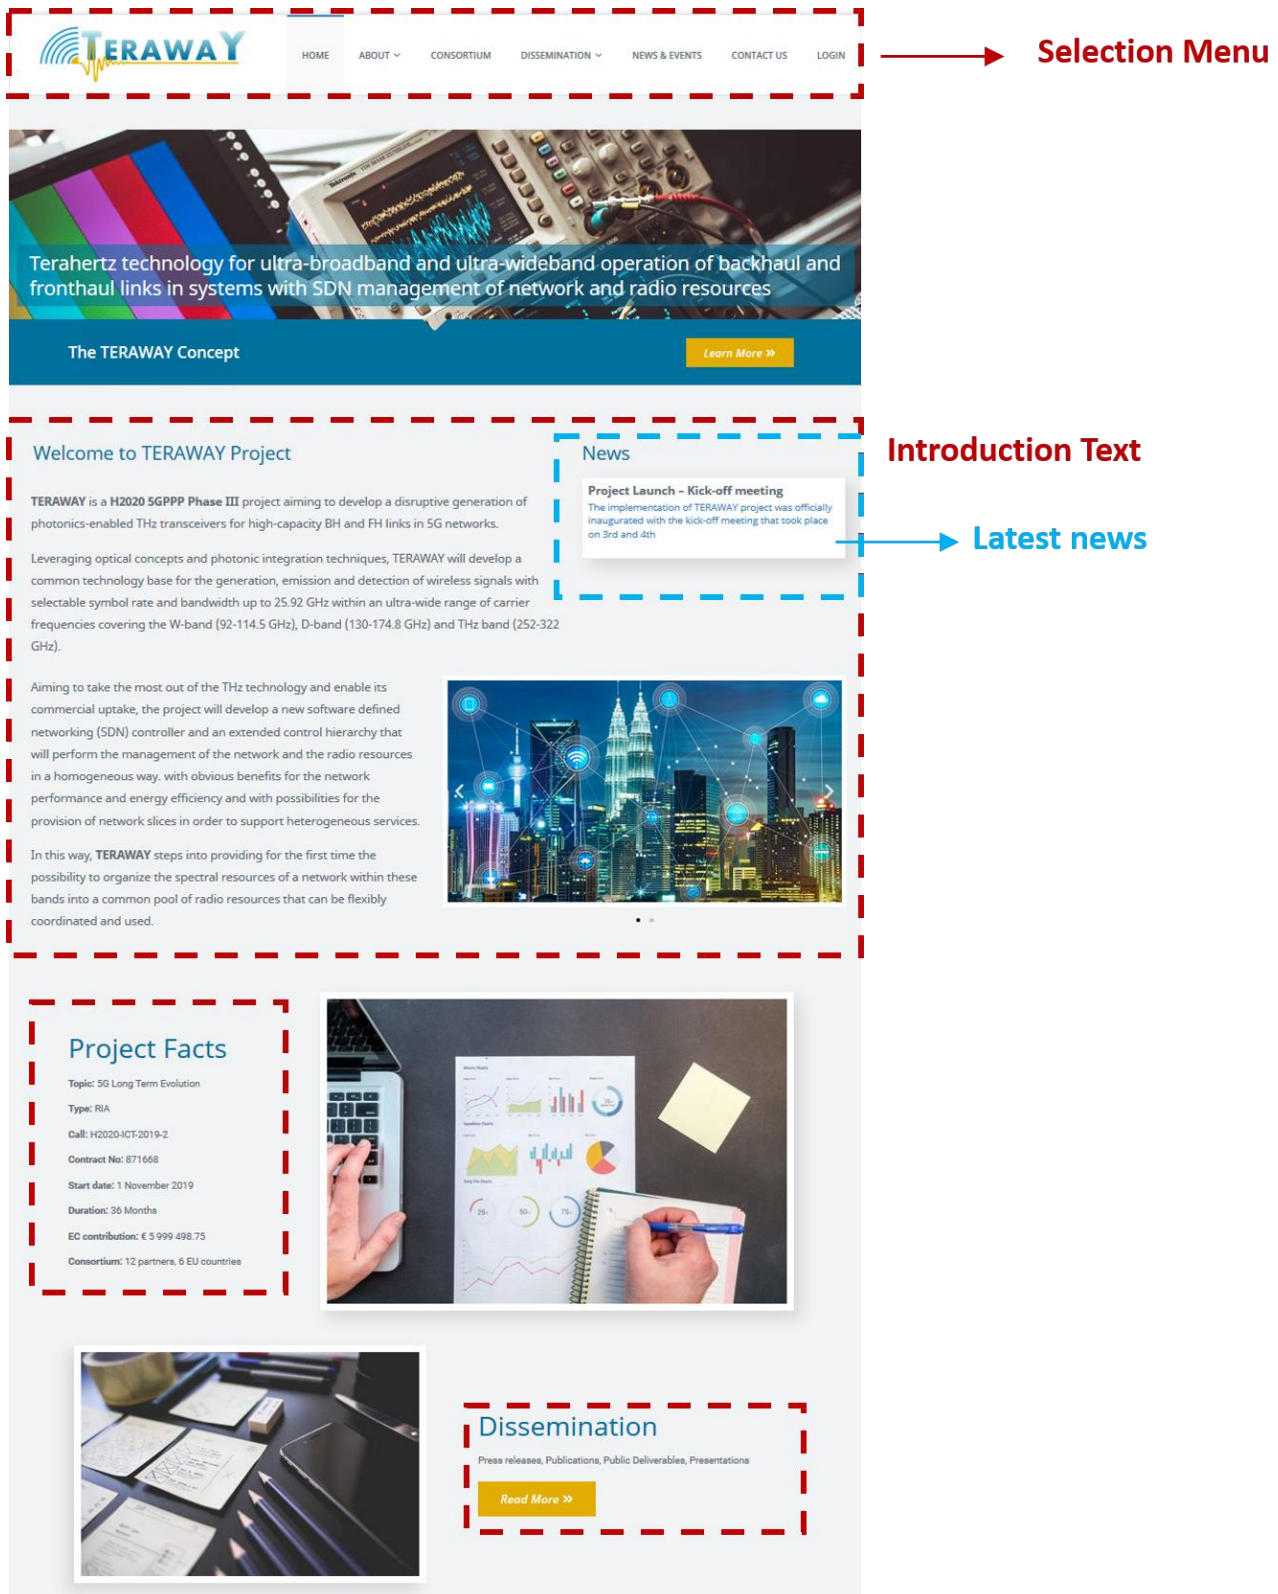 TERAWAY
HOME
ABOUT
CONSORTIUM
DISSEMINATION
NEWS & EVENTS
CONTACT US
LOGIN
Selection Menu
Tektronix
Terahertz technology for ultra-broadband and ultra-wideband operation of backhaul and
fronthaul links in systems with SDN management of network and radio resources
The TERAWAY Concept
Learn More »
Introduction Text
Welcome to TERAWAY Project
TERAWAY is a H2020 5GPPP Phase III project aiming to develop a disruptive generation of
photonics-enabled THz transceivers for high-capacity BH and FH links in 5G networks.
Leveraging optical concepts and photonic integration techniques, TERAWAY will develop a
common technology base for the generation, emission and detection of wireless signals with
selectable symbol rate and bandwidth up to 25.92 GHz within an ultra-wide range of carrier
frequencies covering the W-band (92-114.5 GHz), D-band (130-174.8 GHz) and THz band (252-322
GHz).
News
Project Launch – Kick-off meeting
The implementation of TERAWAY project was officially
inaugurated with the kick-off meeting that took place
on 3rd and 4th
Latest news
Aiming to take the most out of the THz technology and enable its
commercial uptake, the project will develop a new software defined
networking (SDN) controller and an extended control hierarchy that
will perform the management of the network and the radio resources
in a homogeneous way. with obvious benefits for the network
performance and energy efficiency and with possibilities for the
provision of network slices in order to support heterogeneous services.
In this way, TERAWAY steps into providing for the first time the
possibility to organize the spectral resources of a network within these
bands into a common pool of radio resources that can be flexibly
coordinated and used.
Project Facts
Topic: 5G Long Term Evolution
Type: RIA
Call: H2020-ICT-2019-2
Contract No: 871668
Start date: 1 November 2019
Duration: 36 Months
EC contribution: € 5 999 498.75
Consortium: 12 partners, 6 EU countries
25%
50%
75%
Dissemination
Press releases, Publications, Public Deliverables, Presentations
Read More »